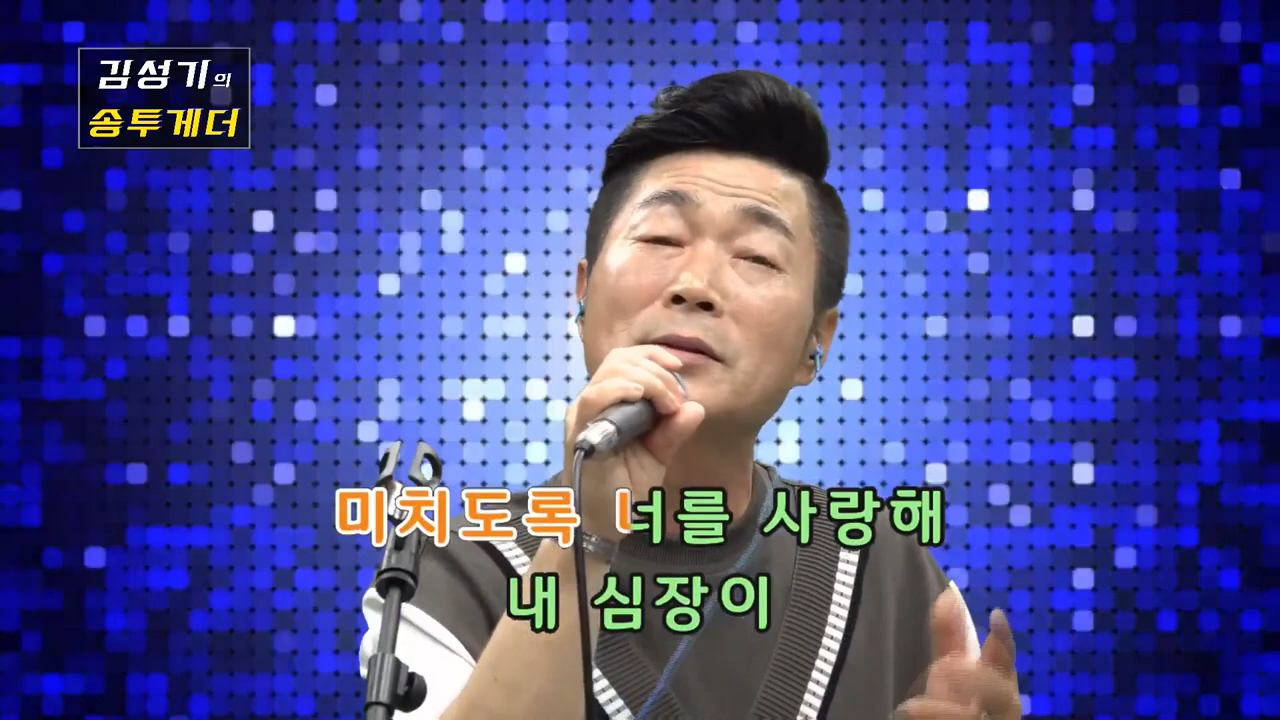 김성기의
송투게더
미치도록 너를 사랑해
내 심장이